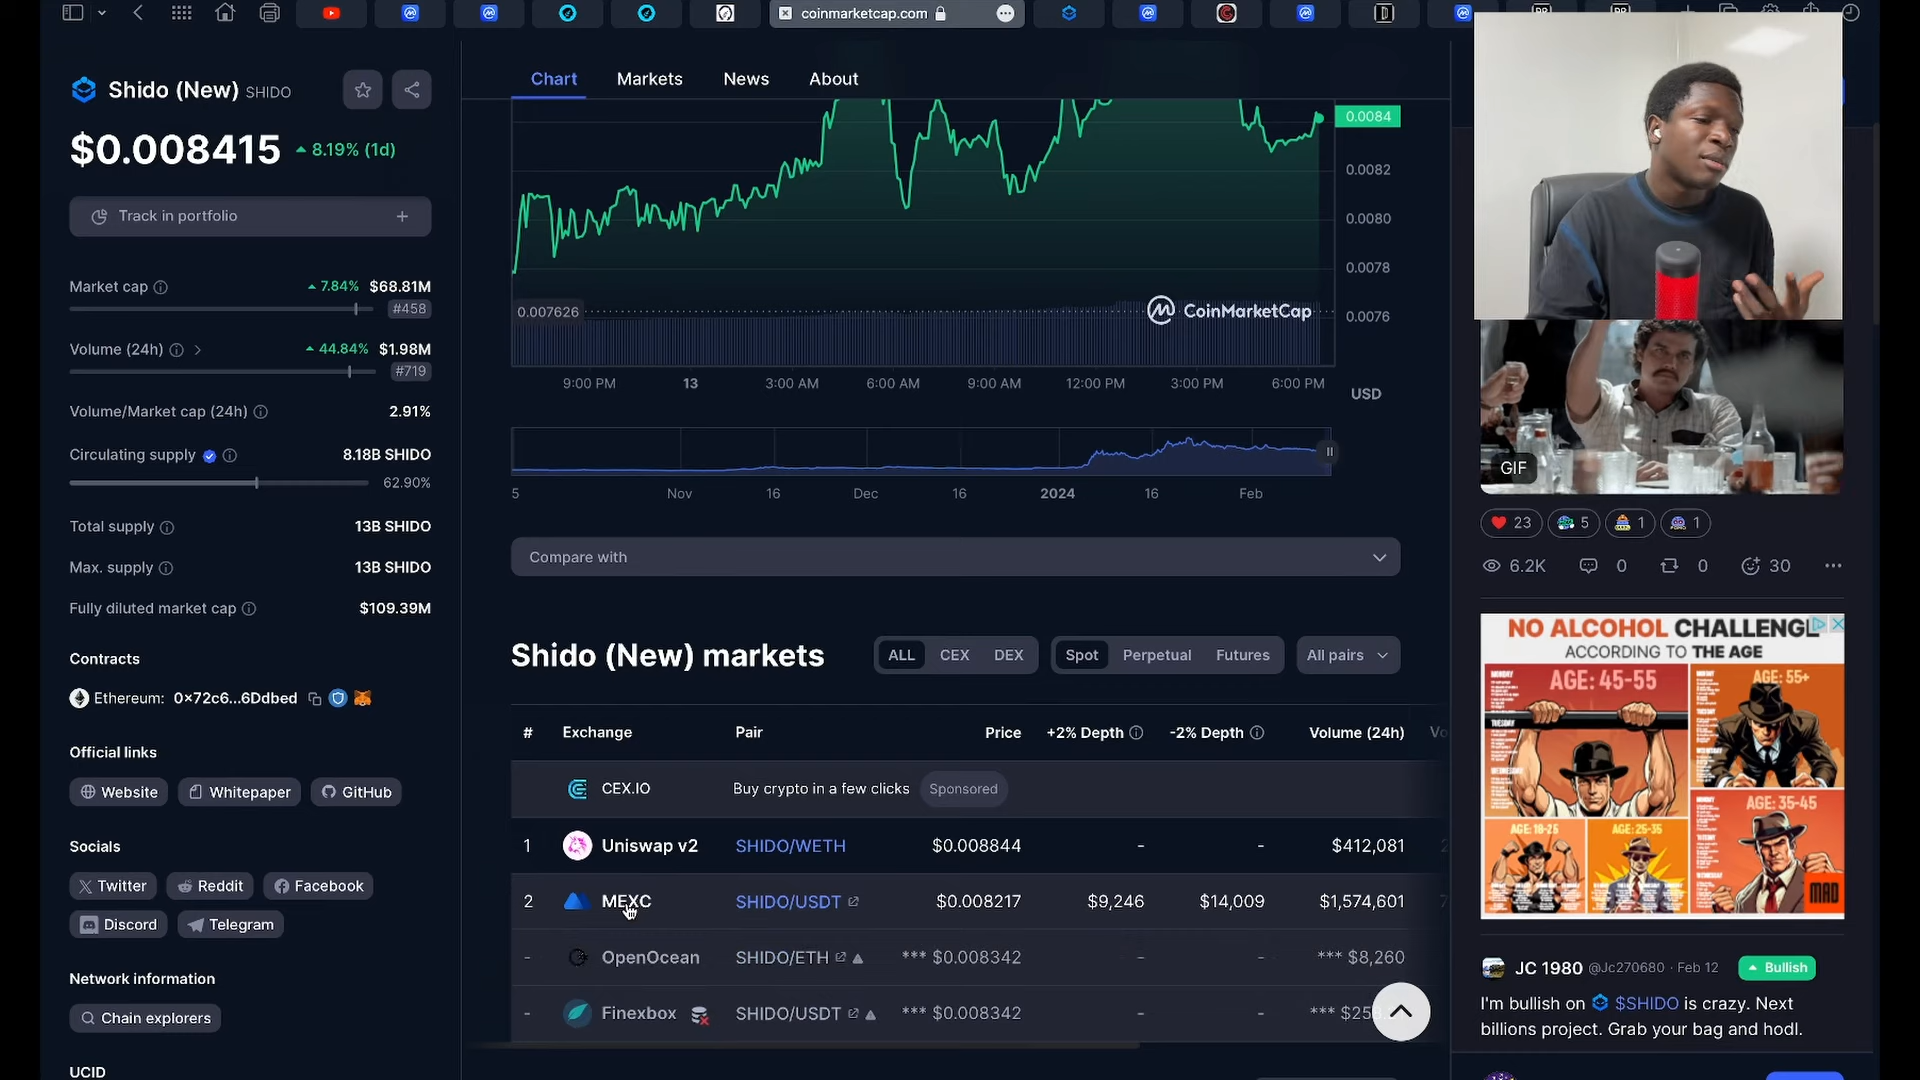 coinmarketcap.com
Shido (New) SHIDO
$0.008415 8.19% (1d)
Track in portfolio +
Market cap 7.84% $68.81M
#458
Volume (24h) 44.84% $1.98M
#719
Volume/Market cap (24h) 2.91%
Circulating supply 8.18B SHIDO
62.90%
Total supply 13B SHIDO
Max. supply 13B SHIDO
Fully diluted market cap $109.39M
Contracts
Ethereum: 0x72c6...6Ddbed
Official links
Website Whitepaper GitHub
Socials
Twitter Reddit Facebook
Discord Telegram
Network information
Chain explorers
UCID
Chart Markets News About
0.0084
0.0082
0.0080
0.0078
0.0076
0.007626
CoinMarketCap
9:00 PM 13 3:00 AM 6:00 AM 9:00 AM 12:00 PM 3:00 PM 6:00 PM
USD
5 Nov 16 Dec 16 2024 16 Feb
Compare with
Shido (New) markets ALL CEX DEX Spot Perpetual Futures All pairs
# Exchange Pair Price +2% Depth -2% Depth Volume (24h)
CEX.IO Buy crypto in a few clicks Sponsored
1 Uniswap v2 SHIDO/WETH $0.008844 - - $412,081
2 MEXC SHIDO/USDT $0.008217 $9,246 $14,009 $1,574,601
- OpenOcean SHIDO/ETH *** $0.008342 - - *** $8,260
- Finexbox SHIDO/USDT *** $0.008342 - -
GIF
23 5 1 1
6.2K 0 0 30
NO ALCOHOL CHALLENGE
ACCORDING TO THE AGE
AGE: 45-55
AGE: 55+
AGE: 18-25
AGE: 25-35
AGE: 35-45
MAD
JC 1980 @Jc270680 · Feb 12 Bullish
I'm bullish on $SHIDO is crazy. Next
billions project. Grab your bag and hodl.